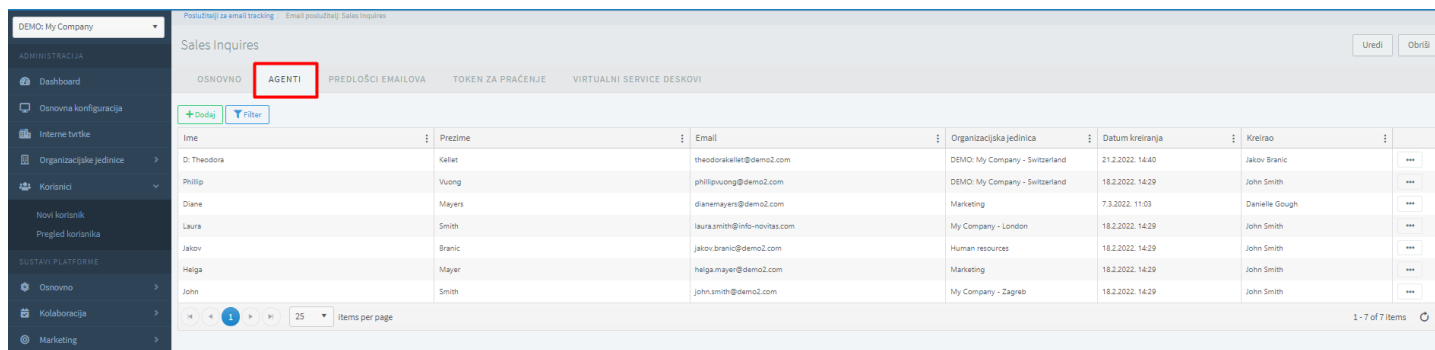 DEMO: My Company
ADMINISTRACIJA
Dashboard
Osnovna konfiguracija
Interne tvrtke
Organizacijske jedinice
Korisnici
Novi korisnik
Pregled korisnika
SUSTAVI PLATFORME
Osnovno
Kolaboracija
Marketing
Poslužitelji za email tracking / Email poslužitelj: Sales Inquires
Sales Inquires
Uredi Obriši
OSNOVNO AGENTI PREDLOŠCI EMAILOVA TOKEN ZA PRAĆENJE VIRTUALNI SERVICE DESKOVI
+ Dodaj Filter
Ime Prezime Email Organizacijska jedinica Datum kreiranja Kreirao
D: Theodora Kellet theodorakellet@demo2.com DEMO: My Company - Switzerland 21.2.2022. 14:40 Jakov Branic
Phillip Vuong phillipvuong@demo2.com DEMO: My Company - Switzerland 18.2.2022. 14:29 John Smith
Diane Mayers dianemayers@demo2.com Marketing 7.3.2022. 11:03 Danielle Gough
Laura Smith laura.smith@info-novitas.com My Company - London 18.2.2022. 14:29 John Smith
Jakov Branic jakov.branic@demo2.com Human resources 18.2.2022. 14:29 John Smith
Helga Mayer helga.mayer@demo2.com Marketing 18.2.2022. 14:29 John Smith
John Smith john.smith@demo2.com My Company - Zagreb 18.2.2022. 14:29 John Smith
1 25 items per page 1 - 7 of 7 items